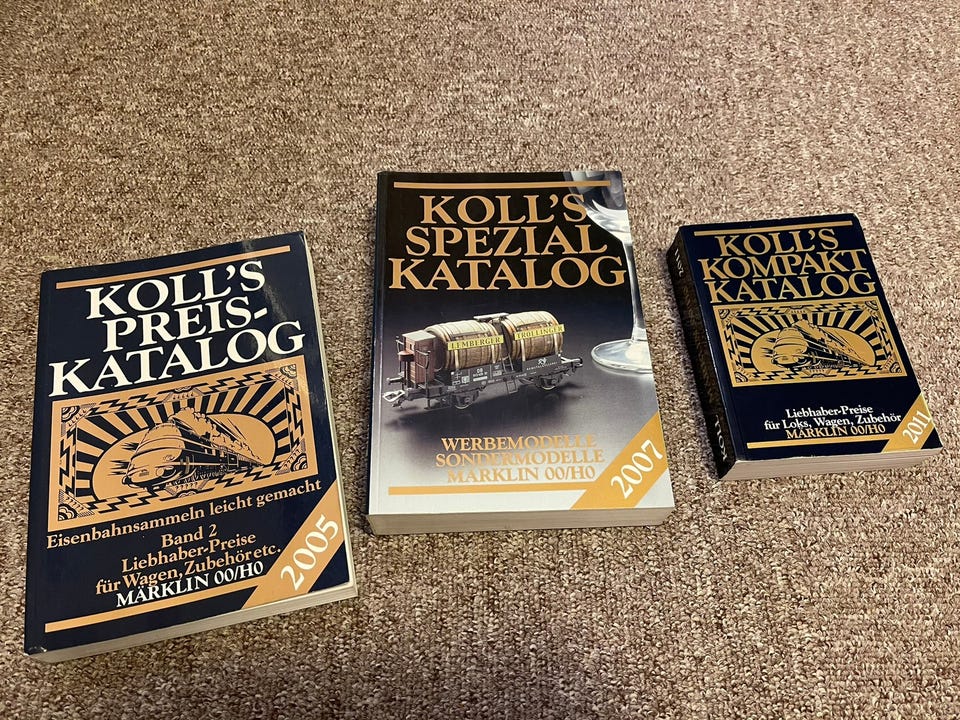 KOLL'S
PREIS-
KATALOG
Eisenbahnsammeln leicht gemacht
Band 2
Liebhaber-Preise
für Wagen, Zubehör etc.
MÄRKLIN 00/H0
2005
KOLL'S
SPEZIAL
KATALOG
LEMBERGER
TROLLINGER
WERBEMODELLE
SONDERMODELLE
MÄRKLIN 00/H0
2007
KOLL'S
KOMPAKT
KATALOG
Liebhaber-Preise
für Loks, Wagen, Zubehör
MÄRKLIN 00/H0
2011